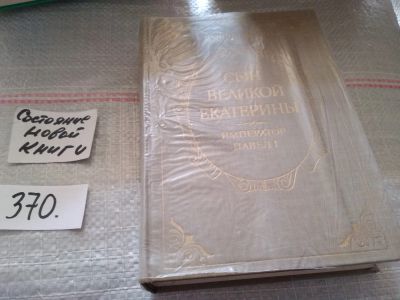 Состояние
новой
книги
370.
СЫН
ВЕЛИКОЙ
ЕКАТЕРИНЫ
ИМПЕРАТОР
ПАВЕЛ I